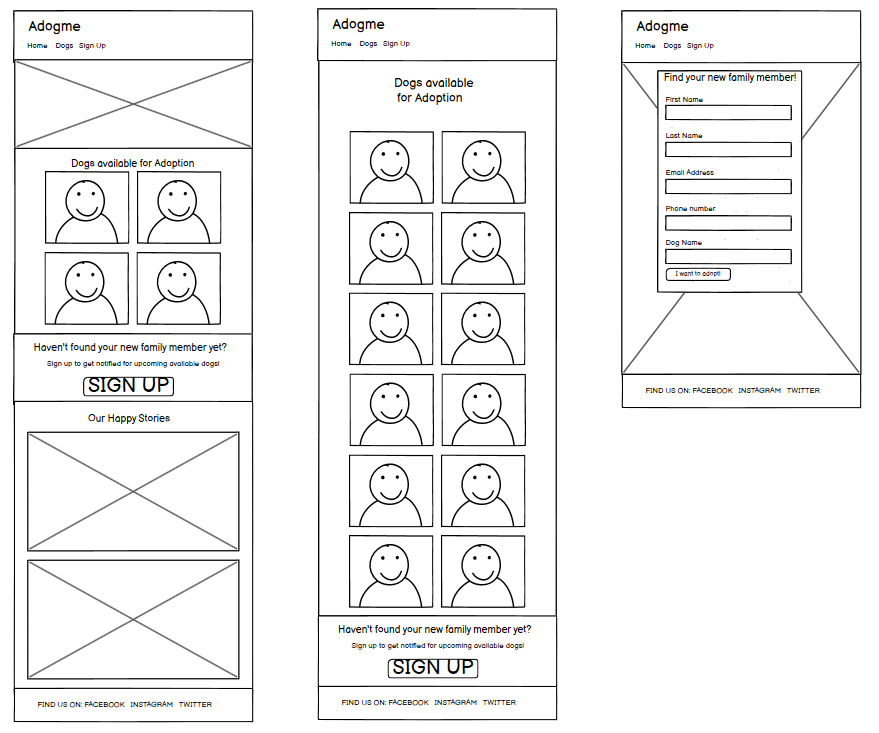 Adogme
Home Dogs Sign Up
Dogs available for Adoption
Haven't found your new family member yet?
Sign up to get notified for upcoming available dogs!
SIGN UP
Our Happy Stories
FIND US ON: FACEBOOK INSTAGRAM TWITTER
Adogme
Home Dogs Sign Up
Dogs available
for Adoption
Haven't found your new family member yet?
Sign up to get notified for upcoming available dogs!
SIGN UP
FIND US ON: FACEBOOK INSTAGRAM TWITTER
Adogme
Home Dogs Sign Up
Find your new family member!
First Name
Last Name
Email Address
Phone number
Dog Name
I want to adopt!
FIND US ON: FACEBOOK INSTAGRAM TWITTER